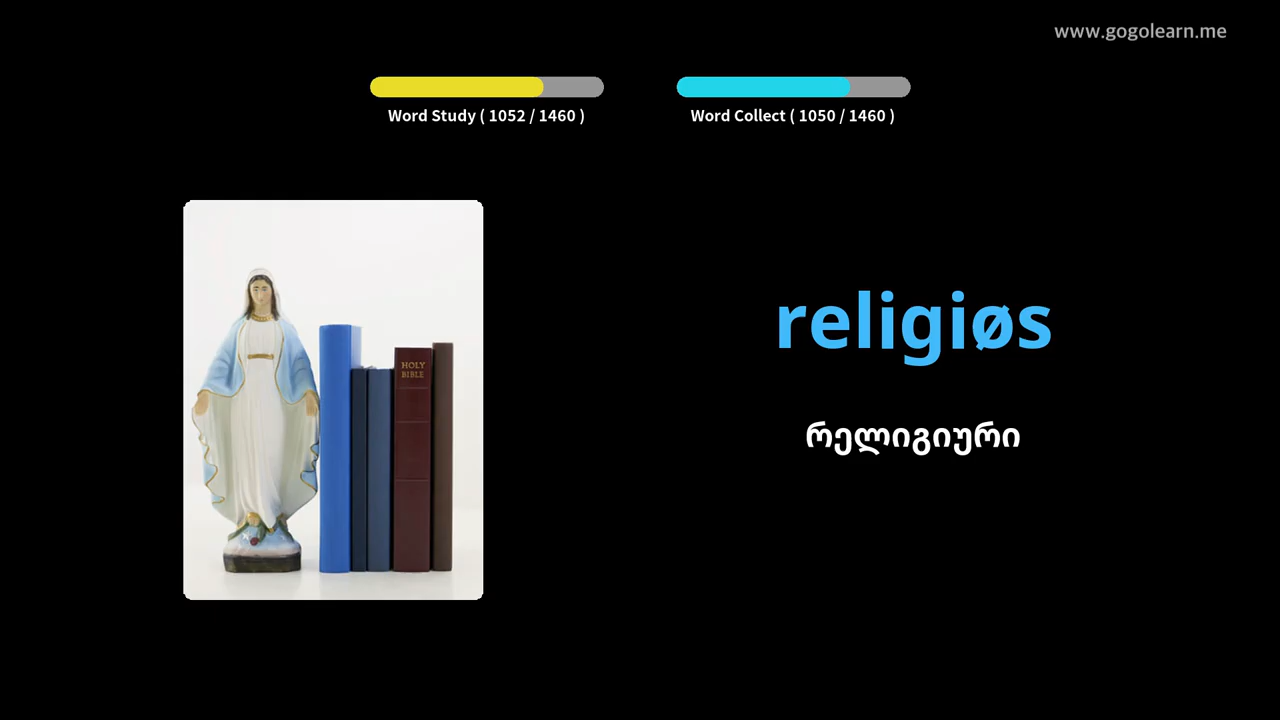 www.gogolearn.me
Word Study ( 1052 / 1460 )
Word Collect ( 1050 / 1460 )
HOLY
BIBLE
religiøs
რელიგიური